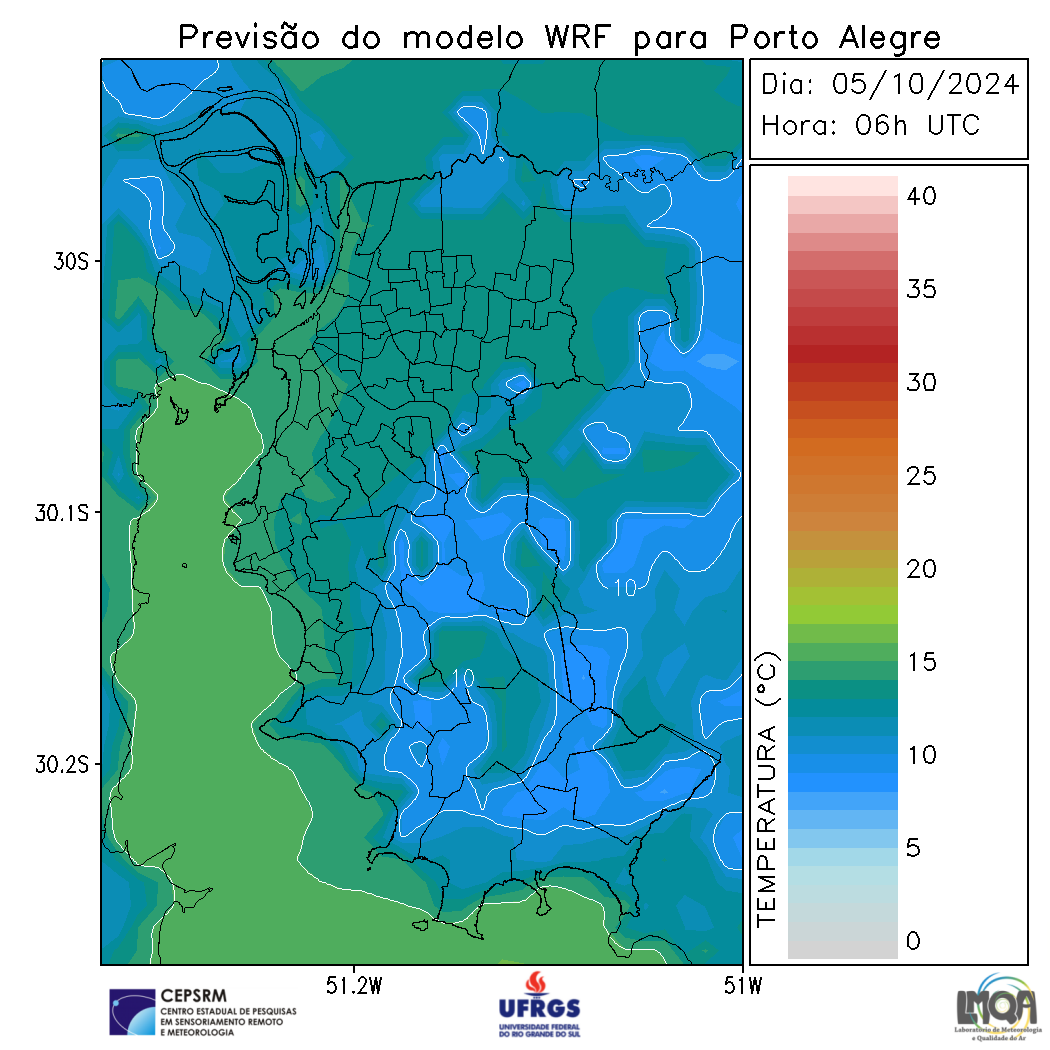 Previsão do modelo WRF para Porto Alegre
Dia: 05/10/2024
Hora: 06h UTC
30S
30.1S
30.2S
51.2W
51W
10
10
TEMPERATURA (°C)
40
35
30
25
20
15
10
5
0
CEPSRM
CENTRO ESTADUAL DE PESQUISAS
EM SENSORIAMENTO REMOTO
E METEOROLOGIA
UFRGS
UNIVERSIDADE FEDERAL
DO RIO GRANDE DO SUL
LMQA
Laboratório de Meteorologia
e Qualidade do Ar